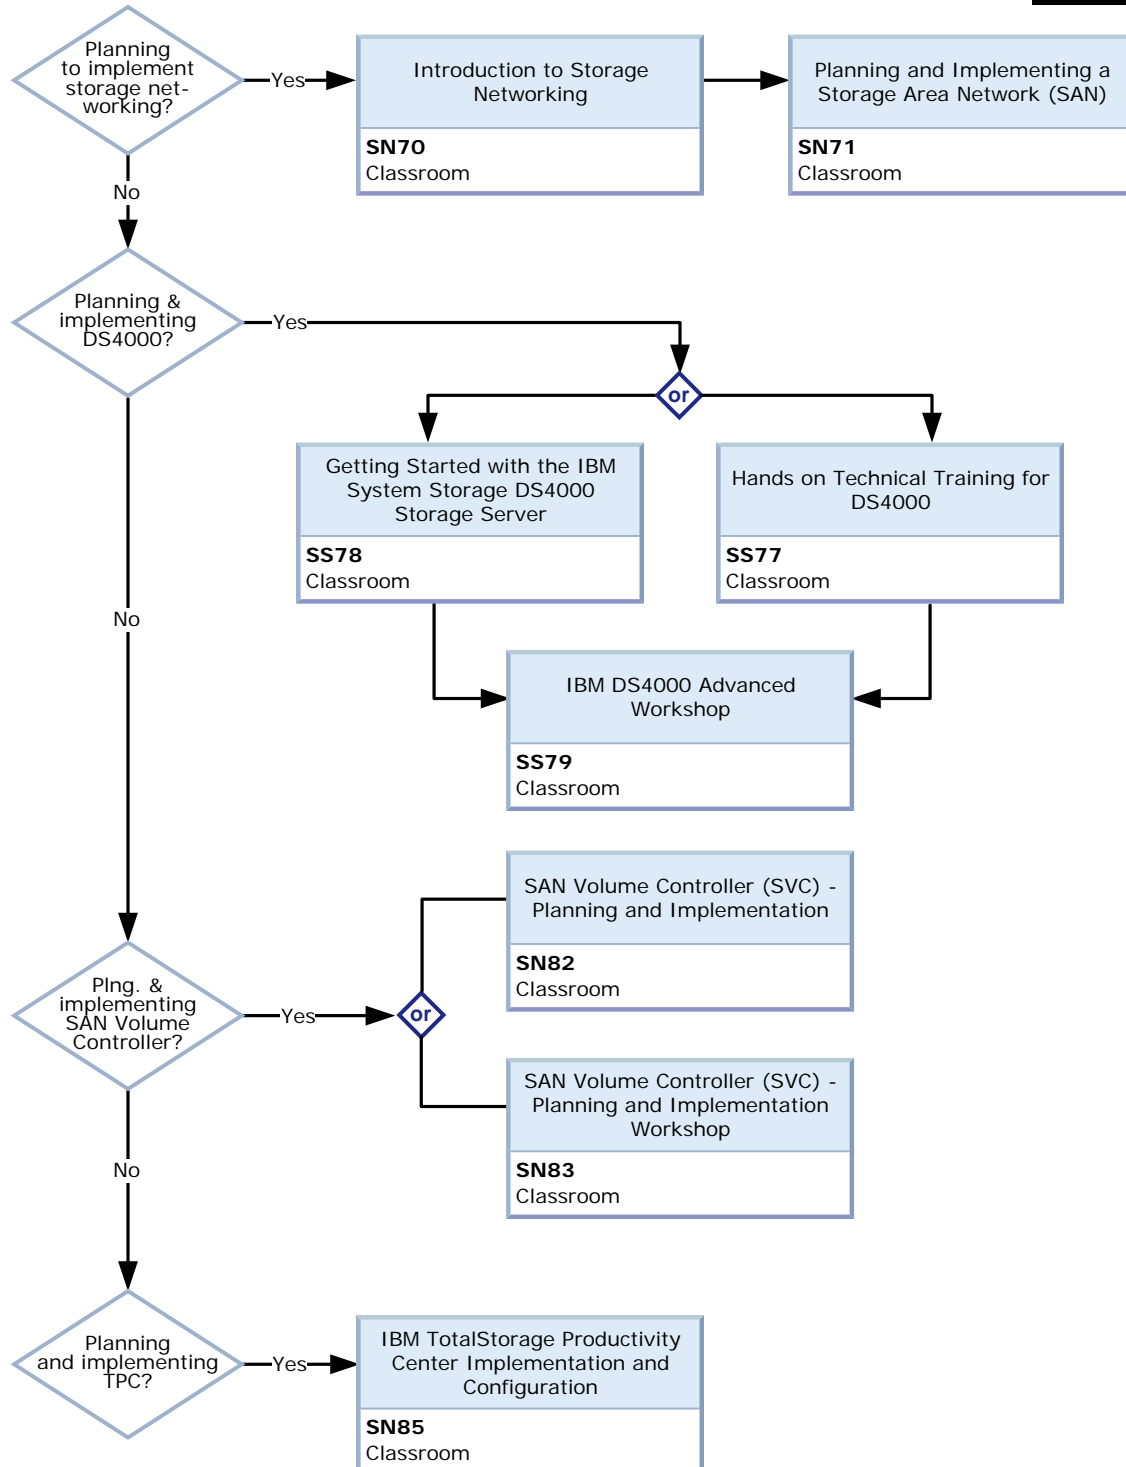 Planning
to implement
storage net-
working?
Yes
Introduction to Storage
Networking
SN70
Classroom
Planning and Implementing a
Storage Area Network (SAN)
SN71
Classroom
No
Planning &
implementing
DS4000?
Yes
or
Getting Started with the IBM
System Storage DS4000
Storage Server
SS78
Classroom
Hands on Technical Training for
DS4000
SS77
Classroom
No
IBM DS4000 Advanced
Workshop
SS79
Classroom
SAN Volume Controller (SVC) -
Planning and Implementation
SN82
Classroom
Plng. &
implementing
SAN Volume
Controller?
Yes
or
SAN Volume Controller (SVC) -
Planning and Implementation
Workshop
SN83
Classroom
No
Planning
and implementing
TPC?
Yes
IBM TotalStorage Productivity
Center Implementation and
Configuration
SN85
Classroom